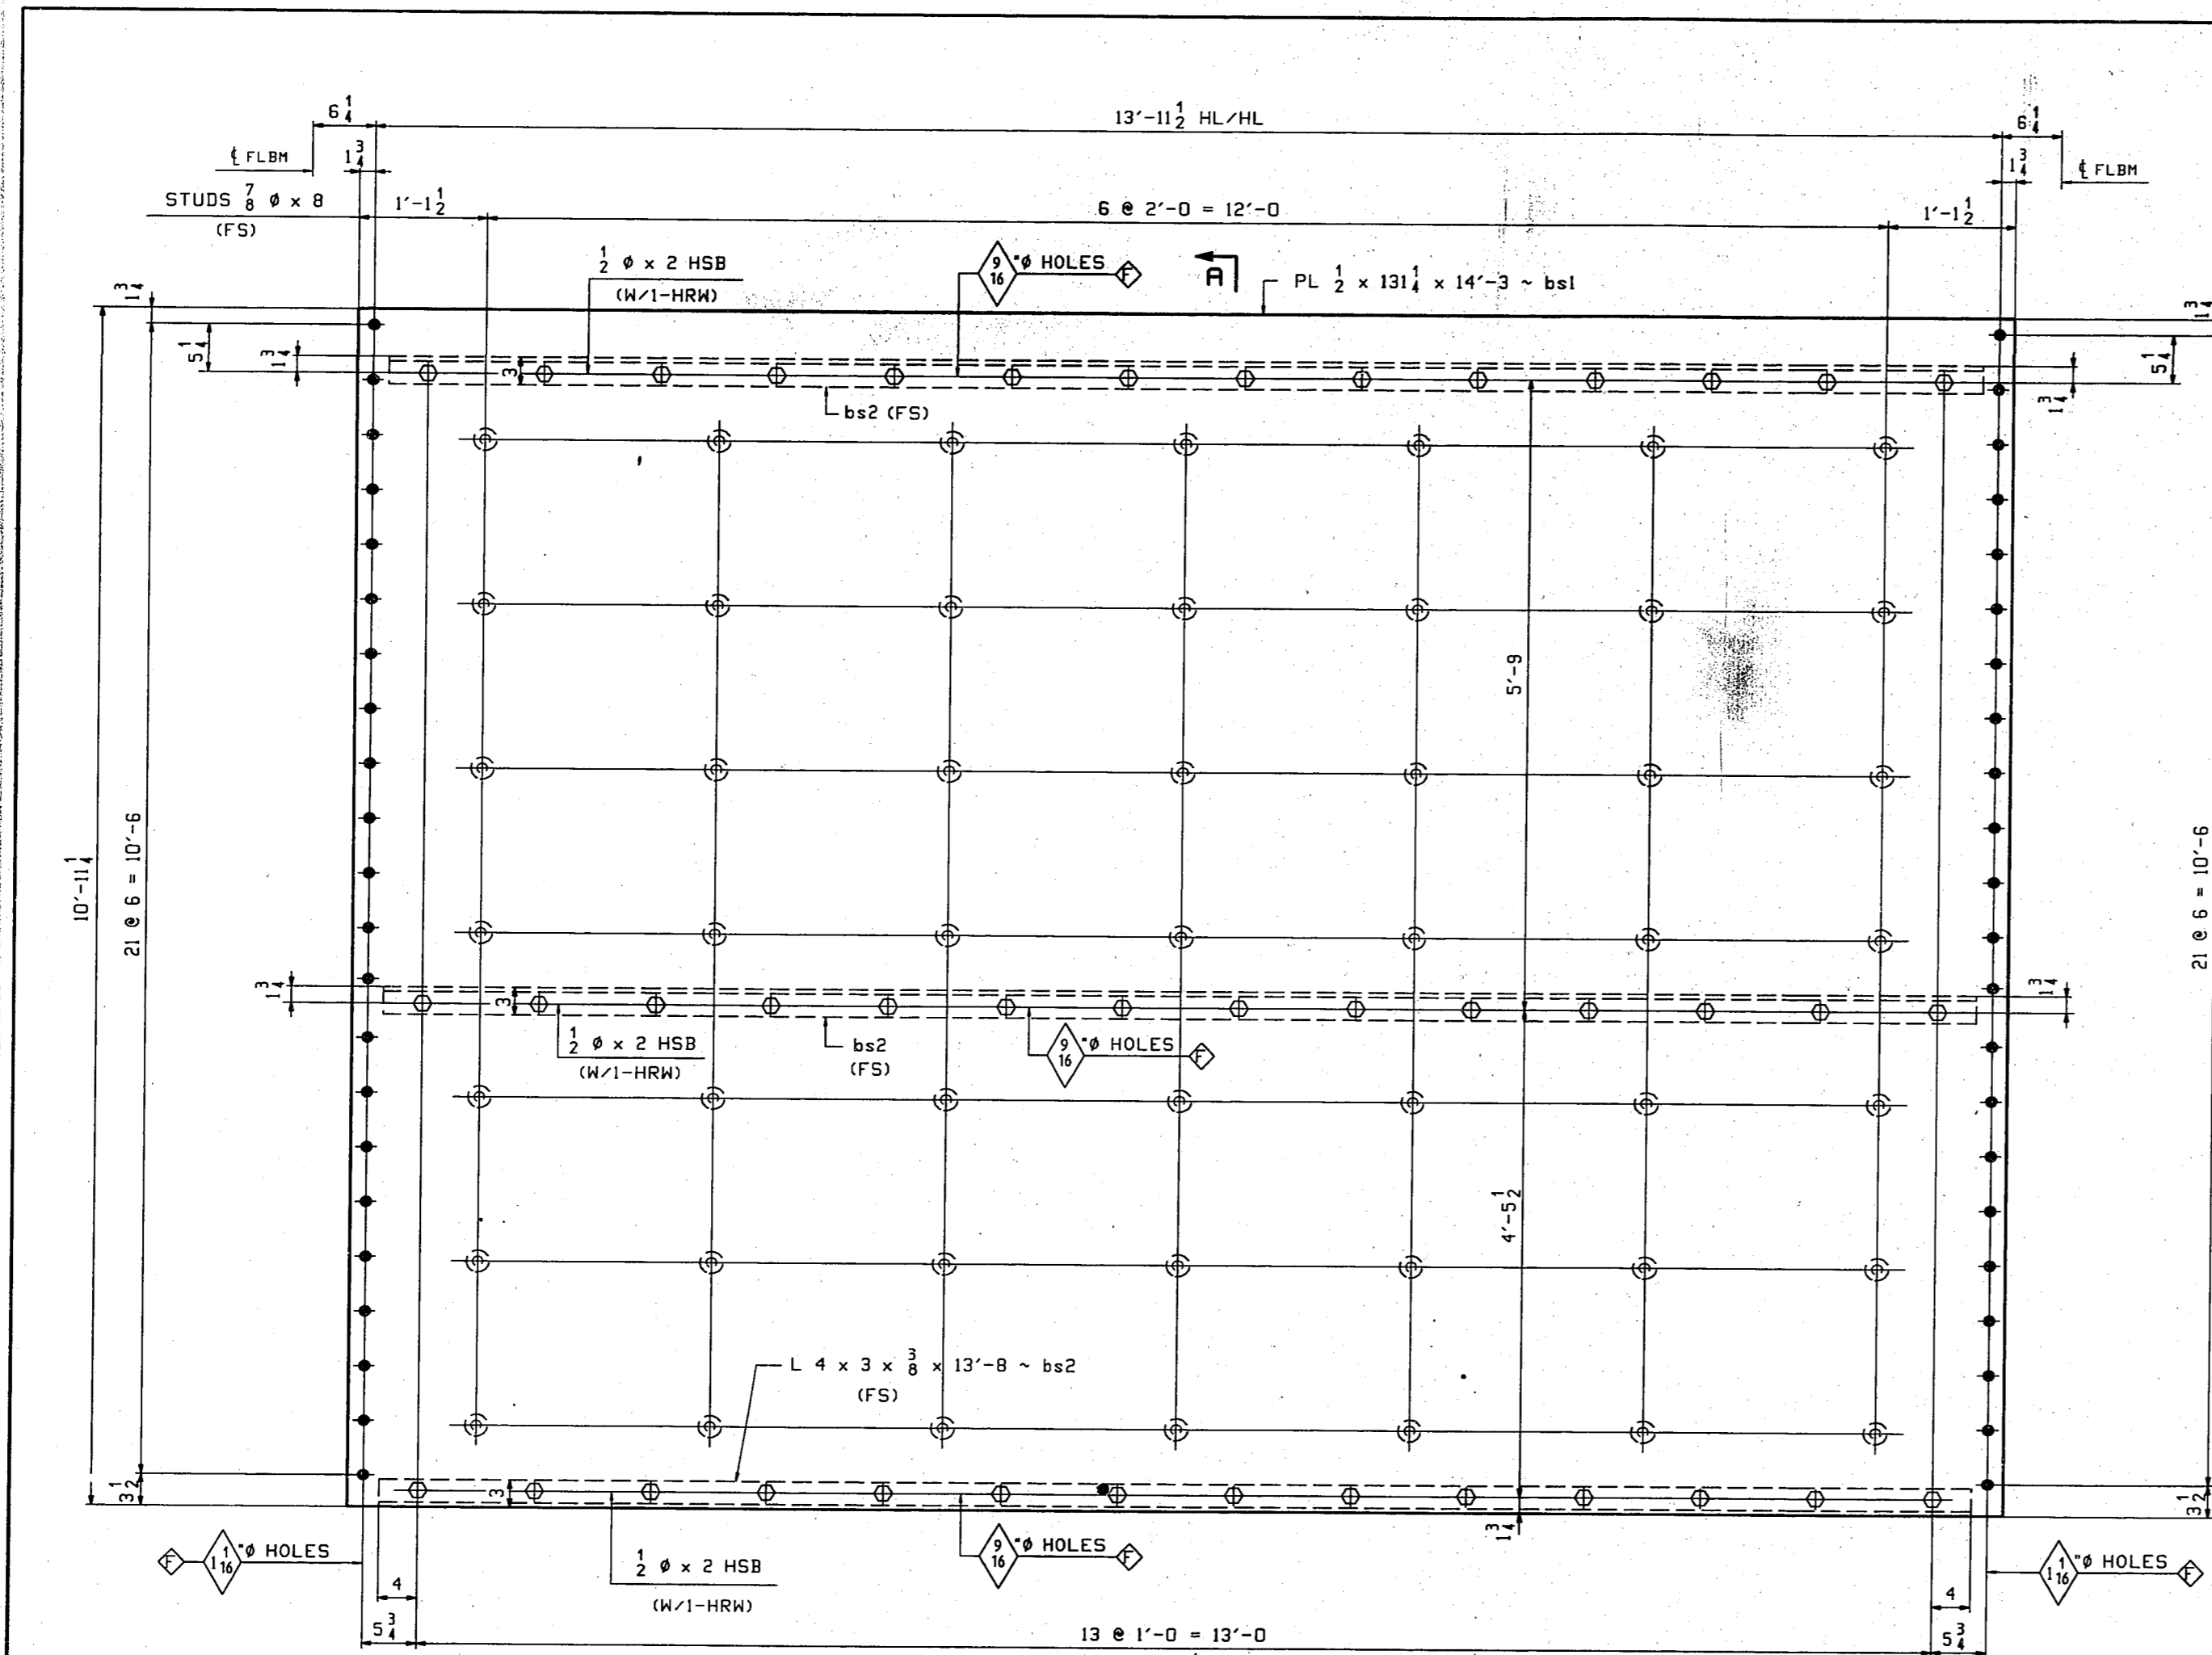 6 1/4
13'-11 1/2 HL/HL
6 1/4
℄ FLBM
1 3/4
1 3/4
℄ FLBM
STUDS 7/8 ø x 8
(FS)
1'-1 1/2
6 @ 2'-0 = 12'-0
1'-1 1/2
1/2 ø x 2 HSB
(W/1-HRW)
9/16 "ø HOLES F
A
PL 1/2 x 131 1/4 x 14'-3 ~ bs1
1 3/4
1 3/4
5 1/4
1 3/4
3
5 1/4
1 3/4
bs2 (FS)
5'-9
10'-11 1/4
21 @ 6 = 10'-6
21 @ 6 = 10'-6
1 3/4
3
1 3/4
1/2 ø x 2 HSB
(W/1-HRW)
bs2
(FS)
9/16 "ø HOLES F
4'-5 1/2
L 4 x 3 x 3/8 x 13'-8 ~ bs2
(FS)
3 1/2
3
1 3/4
3 1/2
F 1 1/16 "ø HOLES
1/2 ø x 2 HSB
(W/1-HRW)
9/16 "ø HOLES F
1 1/16 "ø HOLES F
4
4
5 3/4
13 @ 1'-0 = 13'-0
5 3/4